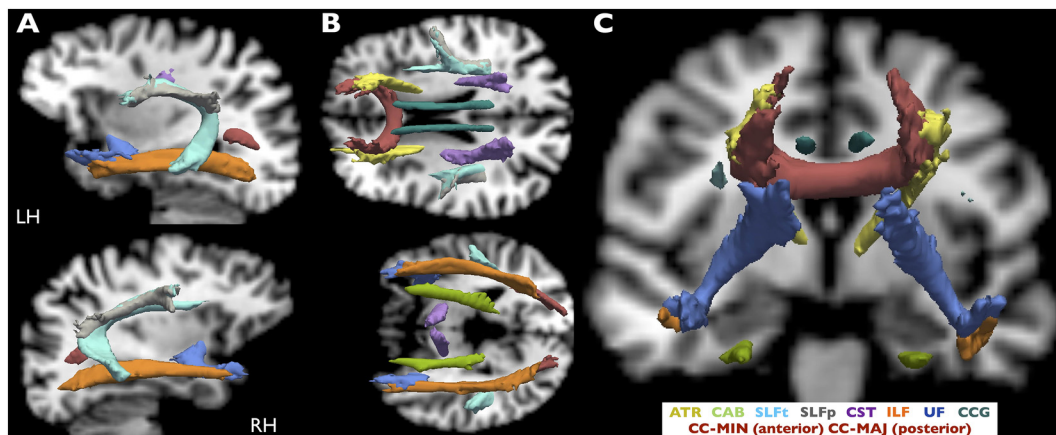 A
B
C
LH
RH
ATR CAB SLFt SLFp CST ILF UF CCG
CC-MIN (anterior) CC-MAJ (posterior)